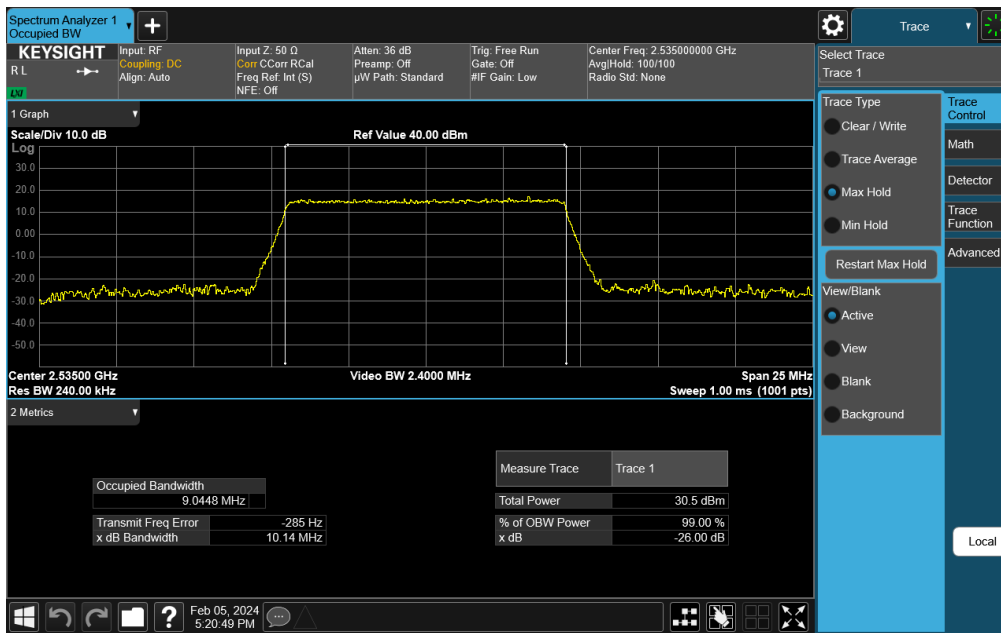 Spectrum Analyzer 1
Occupied BW
Trace
KEYSIGHT
R L
LXI
Input: RF
Coupling: DC
Align: Auto
Input Z: 50 Ω
Corr CCorr RCal
Freq Ref: Int (S)
NFE: Off
Atten: 36 dB
Preamp: Off
µW Path: Standard
Trig: Free Run
Gate: Off
#IF Gain: Low
Center Freq: 2.535000000 GHz
Avg|Hold: 100/100
Radio Std: None
Select Trace
Trace 1
1 Graph
Scale/Div 10.0 dB
Ref Value 40.00 dBm
Log
30.0
20.0
10.0
0.00
-10.0
-20.0
-30.0
-40.0
-50.0
Center 2.53500 GHz
Video BW 2.4000 MHz
Span 25 MHz
Res BW 240.00 kHz
Sweep 1.00 ms (1001 pts)
2 Metrics
Measure Trace
Trace 1
Occupied Bandwidth
9.0448 MHz
Total Power
30.5 dBm
Transmit Freq Error
-285 Hz
% of OBW Power
99.00 %
x dB Bandwidth
10.14 MHz
x dB
-26.00 dB
Trace Type
Clear / Write
Trace Average
Max Hold
Min Hold
Restart Max Hold
View/Blank
Active
View
Blank
Background
Trace
Control
Math
Detector
Trace
Function
Advanced
Local
?
Feb 05, 2024
5:20:49 PM